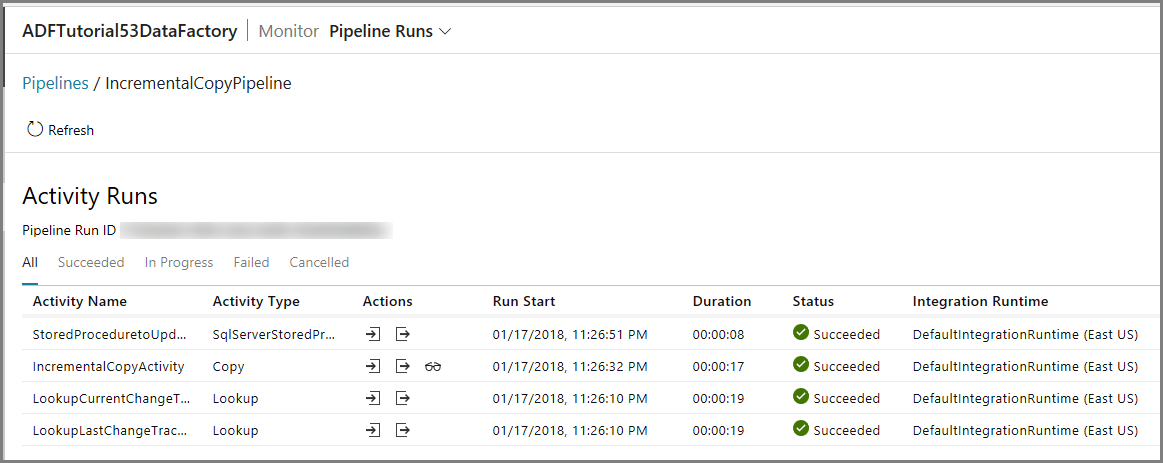 ADFTutorial53DataFactory Monitor Pipeline Runs
Pipelines / IncrementalCopyPipeline
Refresh
Activity Runs
Pipeline Run ID
All Succeeded In Progress Failed Cancelled
Activity Name Activity Type Actions Run Start Duration Status Integration Runtime
StoredProceduretoUpd... SqlServerStoredPr... 01/17/2018, 11:26:51 PM 00:00:08 Succeeded DefaultIntegrationRuntime (East US)
IncrementalCopyActivity Copy 01/17/2018, 11:26:32 PM 00:00:17 Succeeded DefaultIntegrationRuntime (East US)
LookupCurrentChangeT... Lookup 01/17/2018, 11:26:10 PM 00:00:19 Succeeded DefaultIntegrationRuntime (East US)
LookupLastChangeTrac... Lookup 01/17/2018, 11:26:10 PM 00:00:19 Succeeded DefaultIntegrationRuntime (East US)